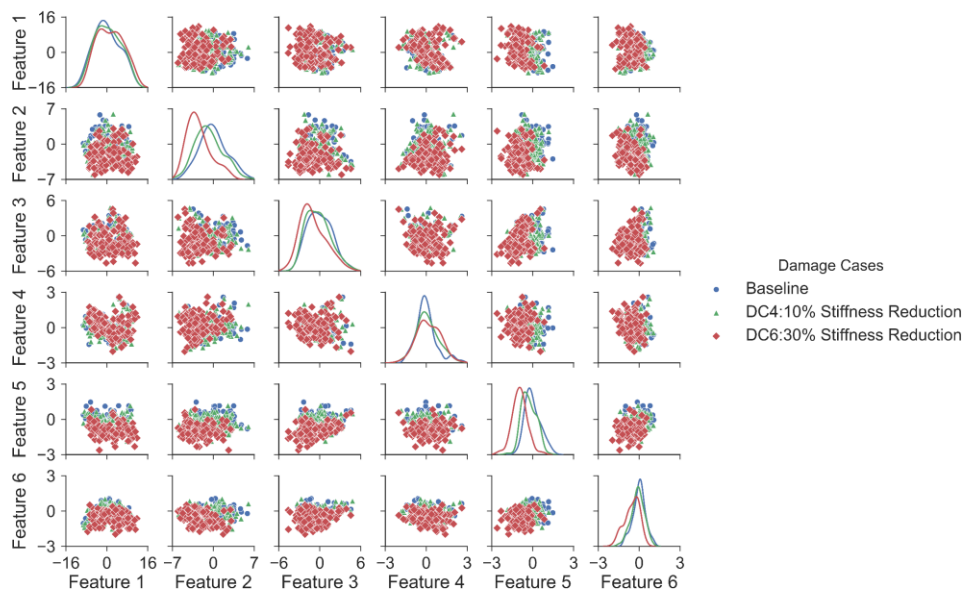 Feature 1
16
0
−16
Feature 2
7
0
−7
Feature 3
6
0
−6
Feature 4
3
0
−3
Feature 5
3
0
−3
Feature 6
3
0
−3
−16 0 16
−7 0 7
−6 0 6
−3 0 3
−3 0 3
−3 0 3
Feature 1 Feature 2 Feature 3 Feature 4 Feature 5 Feature 6
Damage Cases
Baseline
DC4:10% Stiffness Reduction
DC6:30% Stiffness Reduction